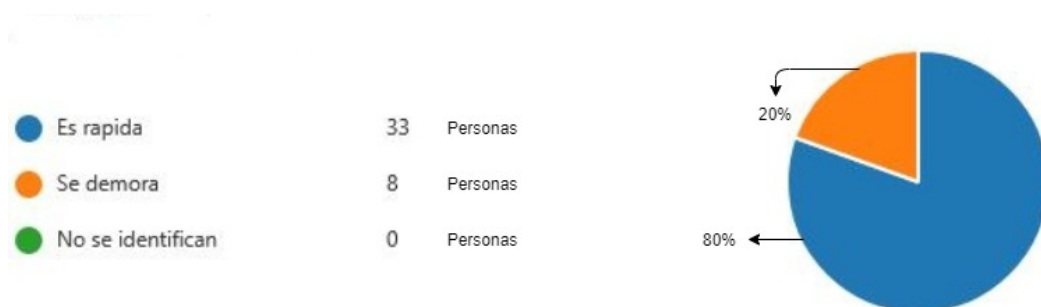 Es rapida 33 Personas
Se demora 8 Personas
No se identifican 0 Personas
20%
80%